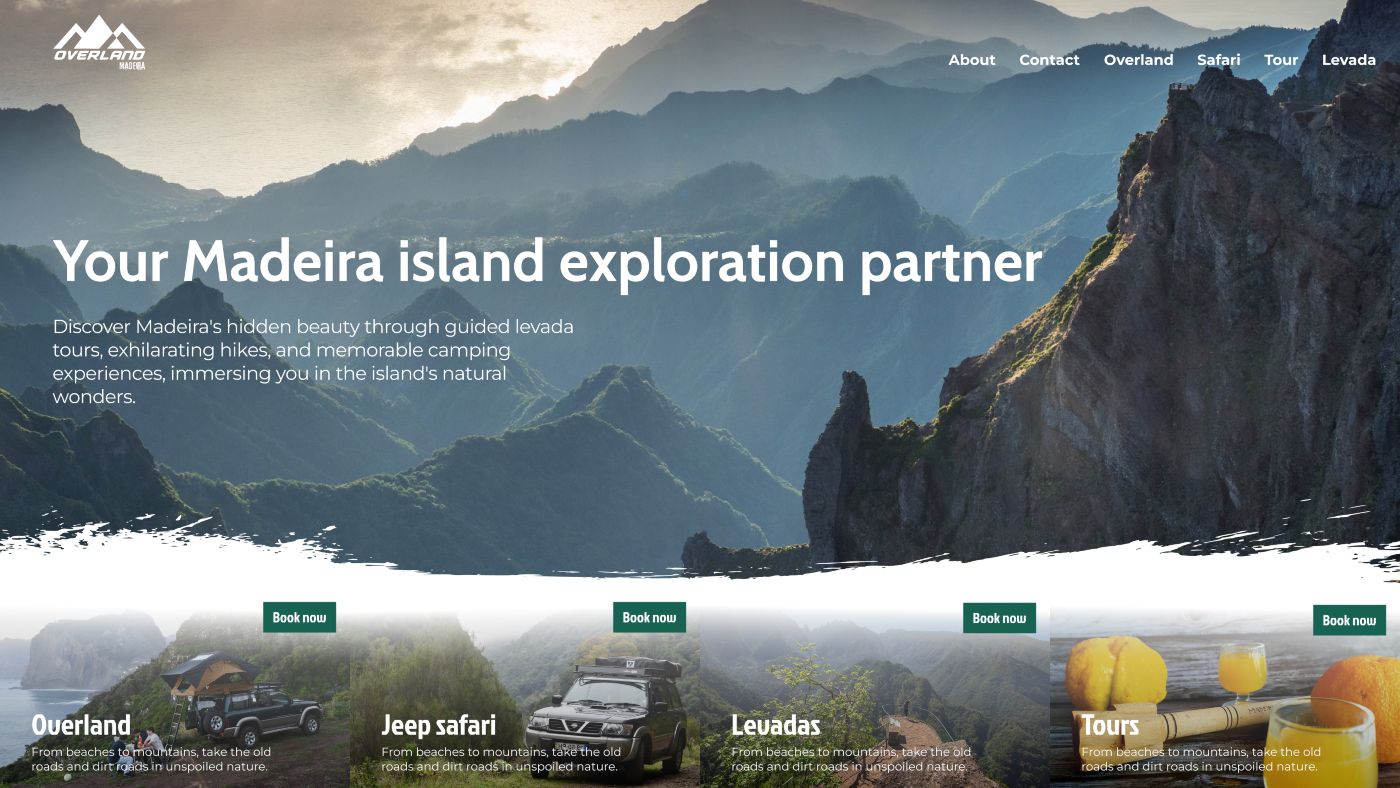 OVERLAND
MADEIRA
About Contact Overland Safari Tour Levada
Your Madeira island exploration partner
Discover Madeira's hidden beauty through guided levada
tours, exhilarating hikes, and memorable camping
experiences, immersing you in the island's natural
wonders.
Book now
Overland
From beaches to mountains, take the old
roads and dirt roads in unspoiled nature.
Book now
Jeep safari
From beaches to mountains, take the old
roads and dirt roads in unspoiled nature.
Book now
Levadas
From beaches to mountains, take the old
roads and dirt roads in unspoiled nature.
Book now
Tours
From beaches to mountains, take the old
roads and dirt roads in unspoiled nature.